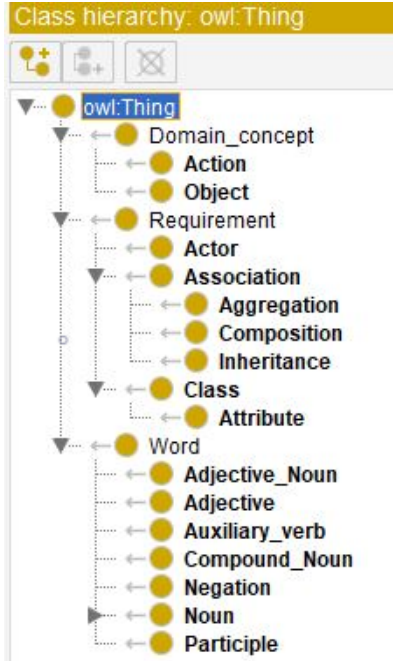 Class hierarchy: owl:Thing
owl:Thing
Domain_concept
Action
Object
Requirement
Actor
Association
Aggregation
Composition
Inheritance
Class
Attribute
Word
Adjective_Noun
Adjective
Auxiliary_verb
Compound_Noun
Negation
Noun
Participle